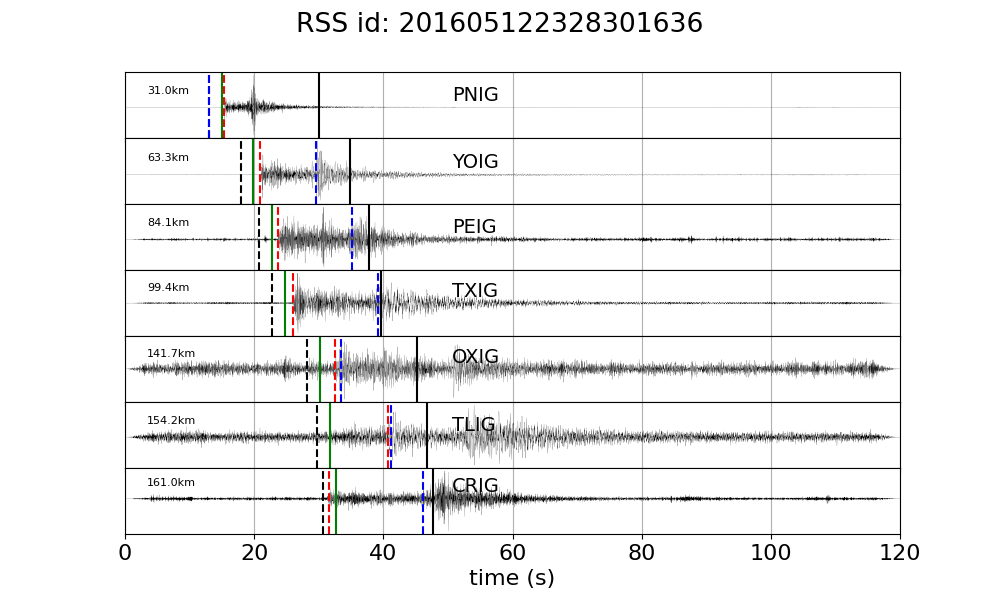 RSS id: 201605122328301636
31.0km PNIG
63.3km YOIG
84.1km PEIG
99.4km TXIG
141.7km OXIG
154.2km TLIG
161.0km CRIG
0 20 40 60 80 100 120
time (s)